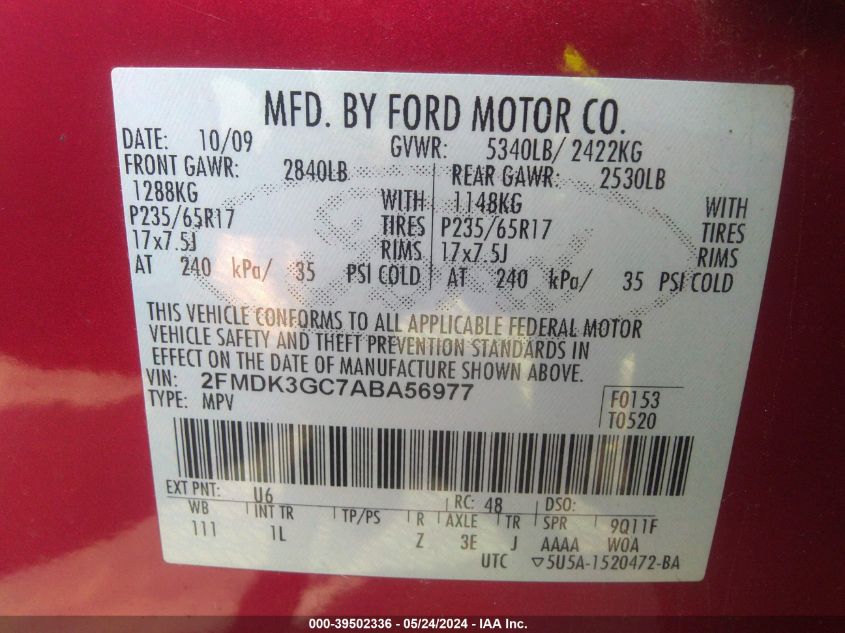 MFD. BY FORD MOTOR CO.
DATE: 10/09 GVWR: 5340LB/ 2422KG
FRONT GAWR: 2840LB REAR GAWR: 2530LB
1288KG WITH 1148KG WITH
P235/65R17 TIRES P235/65R17 TIRES
17x7.5J RIMS 17x7.5J RIMS
AT 240 kPa/ 35 PSI COLD AT 240 kPa/ 35 PSI COLD
THIS VEHICLE CONFORMS TO ALL APPLICABLE FEDERAL MOTOR
VEHICLE SAFETY AND THEFT PREVENTION STANDARDS IN
EFFECT ON THE DATE OF MANUFACTURE SHOWN ABOVE.
VIN: 2FMDK3GC7ABA56977
TYPE: MPV F0153
T0520
EXT PNT: U6 RC: 48 DSO:
WB INT TR TP/PS R AXLE TR SPR 9Q11F
111 1L Z 3E J AAAA WOA
UTC ▽5U5A-1520472-BA
000-39502336 - 05/24/2024 - IAA Inc.